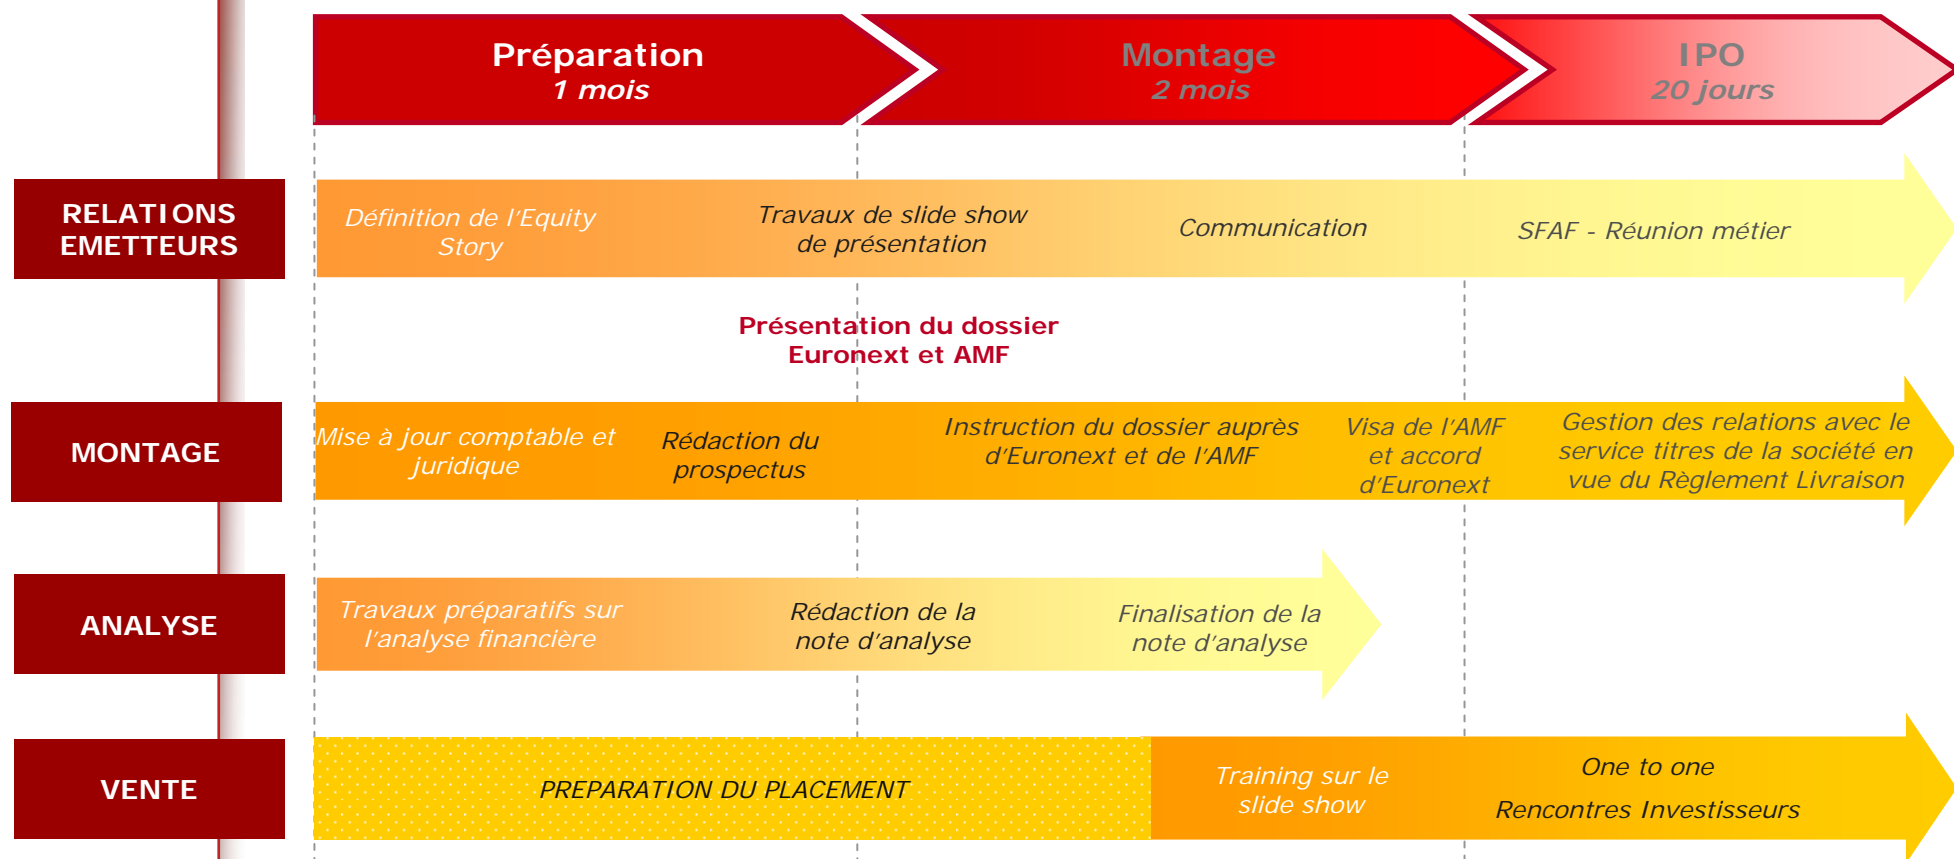 Préparation
1 mois
Montage
2 mois
IPO
20 jours
RELATIONS
EMETTEURS
Définition de l'Equity
Story
Travaux de slide show
de présentation
Communication
SFAF - Réunion métier
Présentation du dossier
Euronext et AMF
MONTAGE
Mise à jour comptable et
juridique
Rédaction du
prospectus
Instruction du dossier auprès
d'Euronext et de l'AMF
Visa de l'AMF
et accord
d'Euronext
Gestion des relations avec le
service titres de la société en
vue du Règlement Livraison
ANALYSE
Travaux préparatifs sur
l'analyse financière
Rédaction de la
note d'analyse
Finalisation de la
note d'analyse
VENTE
PREPARATION DU PLACEMENT
Training sur le
slide show
One to one
Rencontres Investisseurs